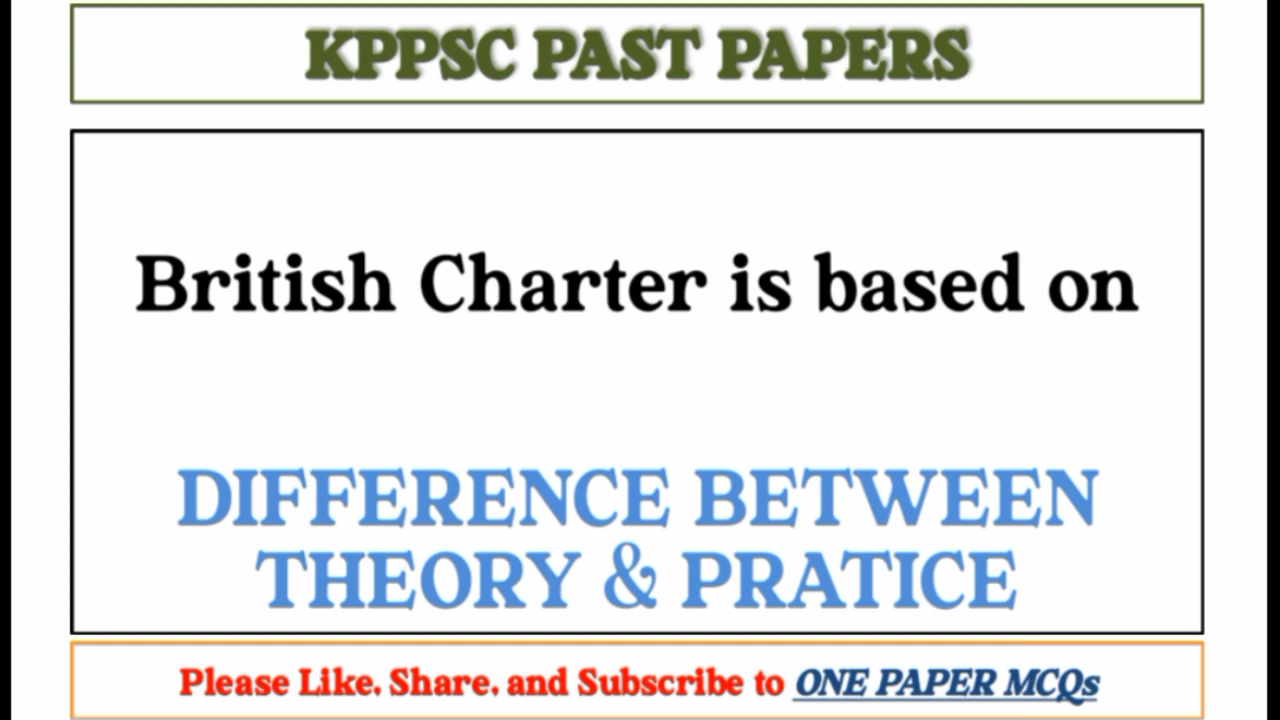 KPPSC PAST PAPERS
British Charter is based on
DIFFERENCE BETWEEN
THEORY & PRATICE
Please Like. Share. and Subscribe to ONE PAPER MCQs